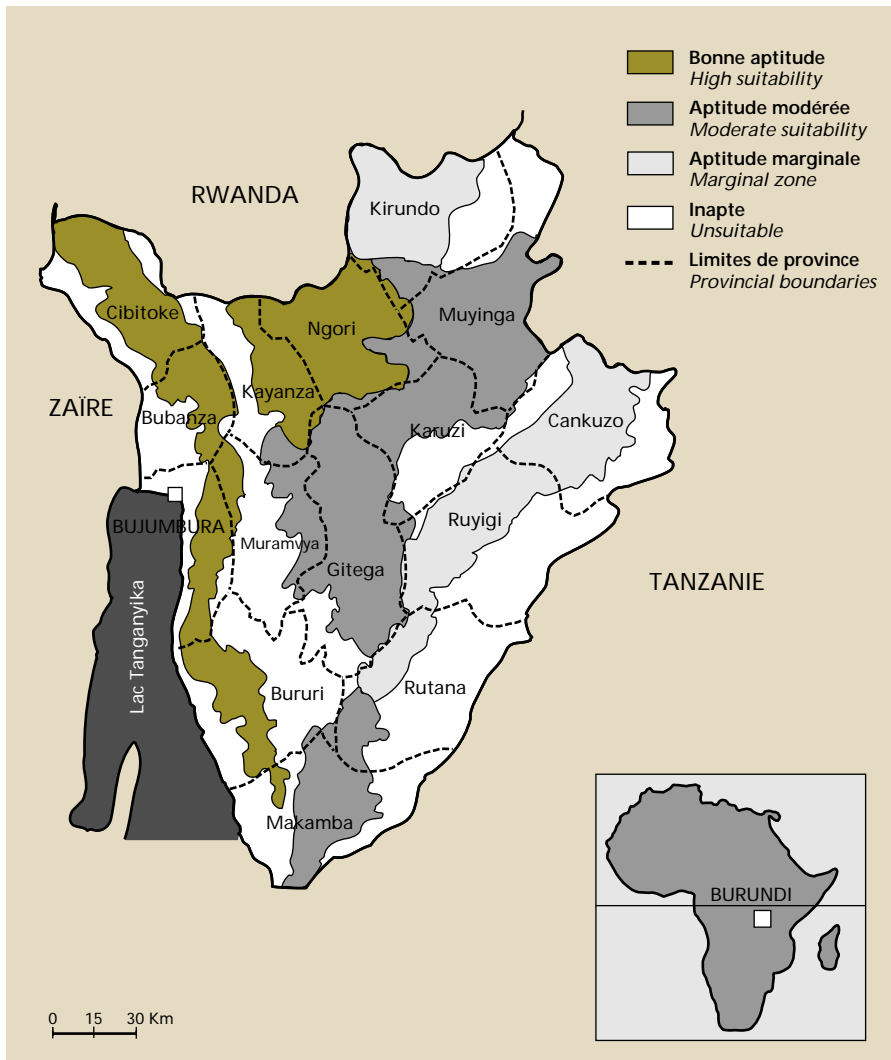 Bonne aptitude
High suitability
Aptitude modérée
Moderate suitability
Aptitude marginale
Marginal zone
Inapte
Unsuitable
Limites de province
Provincial boundaries
RWANDA
Kirundo
Cibitoke
Ngori
Muyinga
ZAÏRE
Kayanza
Bubanza
Karuzi
Cankuzo
BUJUMBURA
Ruyigi
Muramvya
Gitega
TANZANIE
Lac Tanganyika
Bururi
Rutana
Makamba
BURUNDI
0 15 30 Km